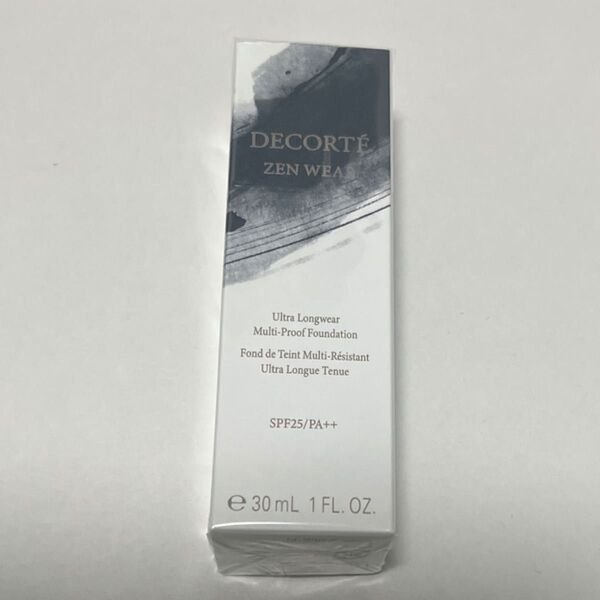 DECORTÉ
ZEN WEAR
Ultra Longwear
Multi-Proof Foundation
Fond de Teint Multi-Résistant
Ultra Longue Tenue
SPF25/PA++
℮ 30 mL 1 FL. OZ.